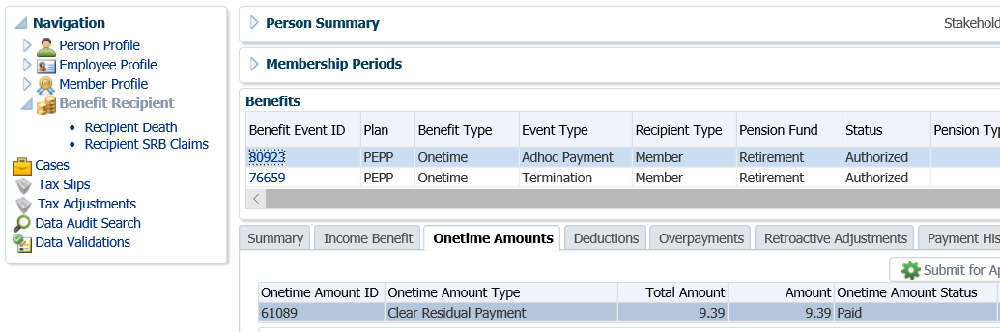 Navigation
Person Profile
Employee Profile
Member Profile
Benefit Recipient
• Recipient Death
• Recipient SRB Claims
Cases
Tax Slips
Tax Adjustments
Data Audit Search
Data Validations
Person Summary Stakehold
Membership Periods
Benefits
Benefit Event ID Plan Benefit Type Event Type Recipient Type Pension Fund Status Pension Typ
80923 PEPP Onetime Adhoc Payment Member Retirement Authorized
76659 PEPP Onetime Termination Member Retirement Authorized
Summary Income Benefit Onetime Amounts Deductions Overpayments Retroactive Adjustments Payment His
Submit for Ap
Onetime Amount ID Onetime Amount Type Total Amount Amount Onetime Amount Status
61089 Clear Residual Payment 9.39 9.39 Paid